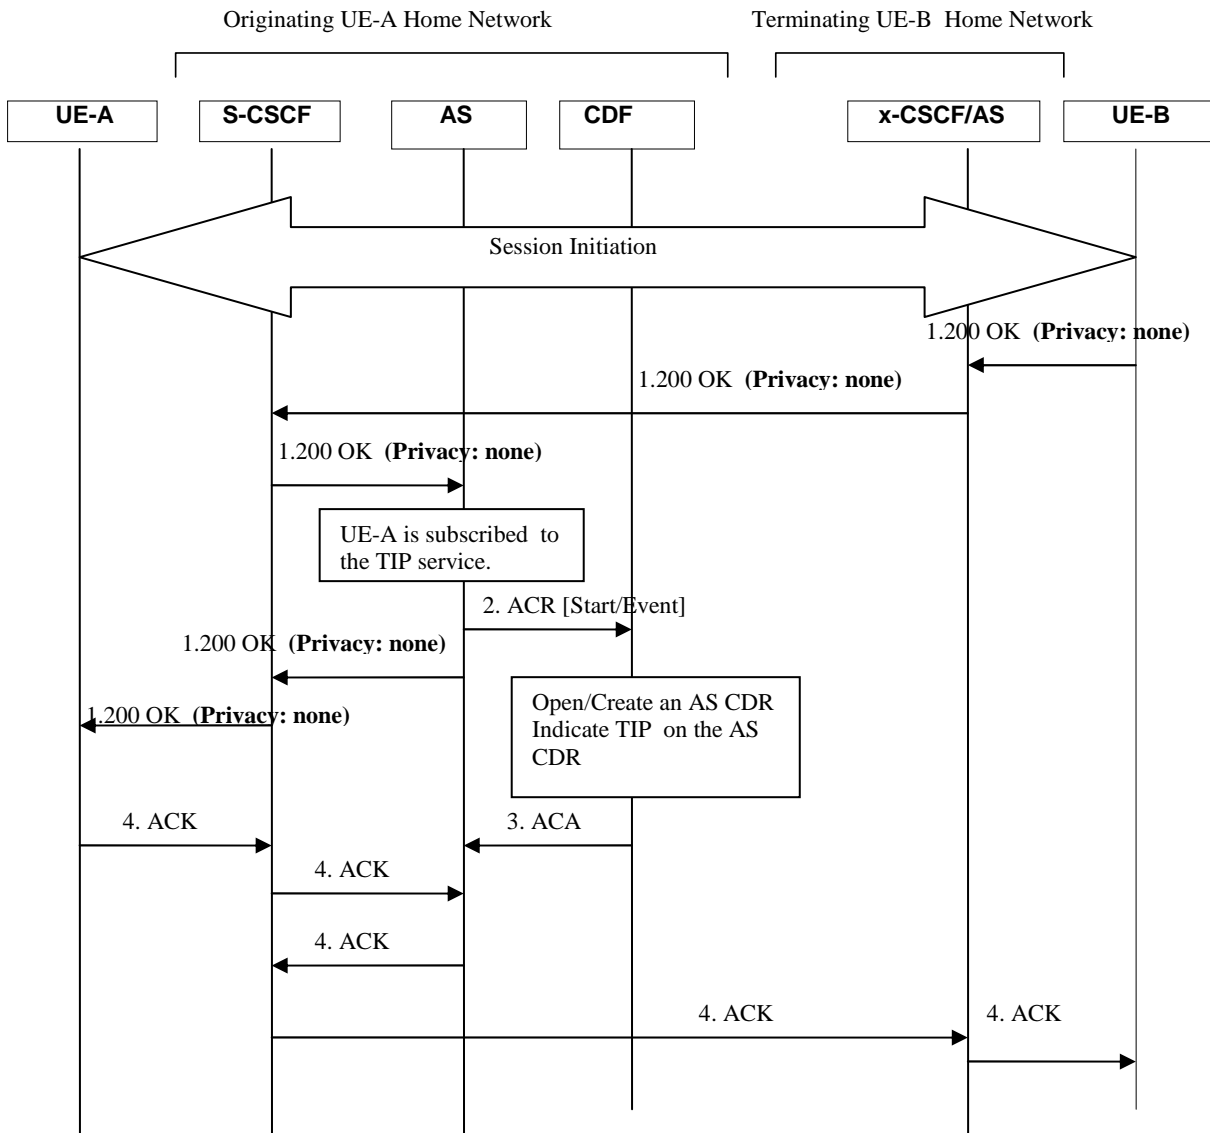 Originating UE-A Home Network
Terminating UE-B  Home Network
UE-A
S-CSCF
AS
CDF
x-CSCF/AS
UE-B
Session Initiation
1.200 OK  (Privacy: none)
1.200 OK  (Privacy: none)
1.200 OK  (Privacy: none)
UE-A is subscribed  to
the TIP service.
2. ACR [Start/Event]
1.200 OK  (Privacy: none)
1.200 OK  (Privacy: none)
Open/Create an AS CDR
Indicate TIP  on the AS
CDR
4. ACK
3. ACA
4. ACK
4. ACK
4. ACK
4. ACK